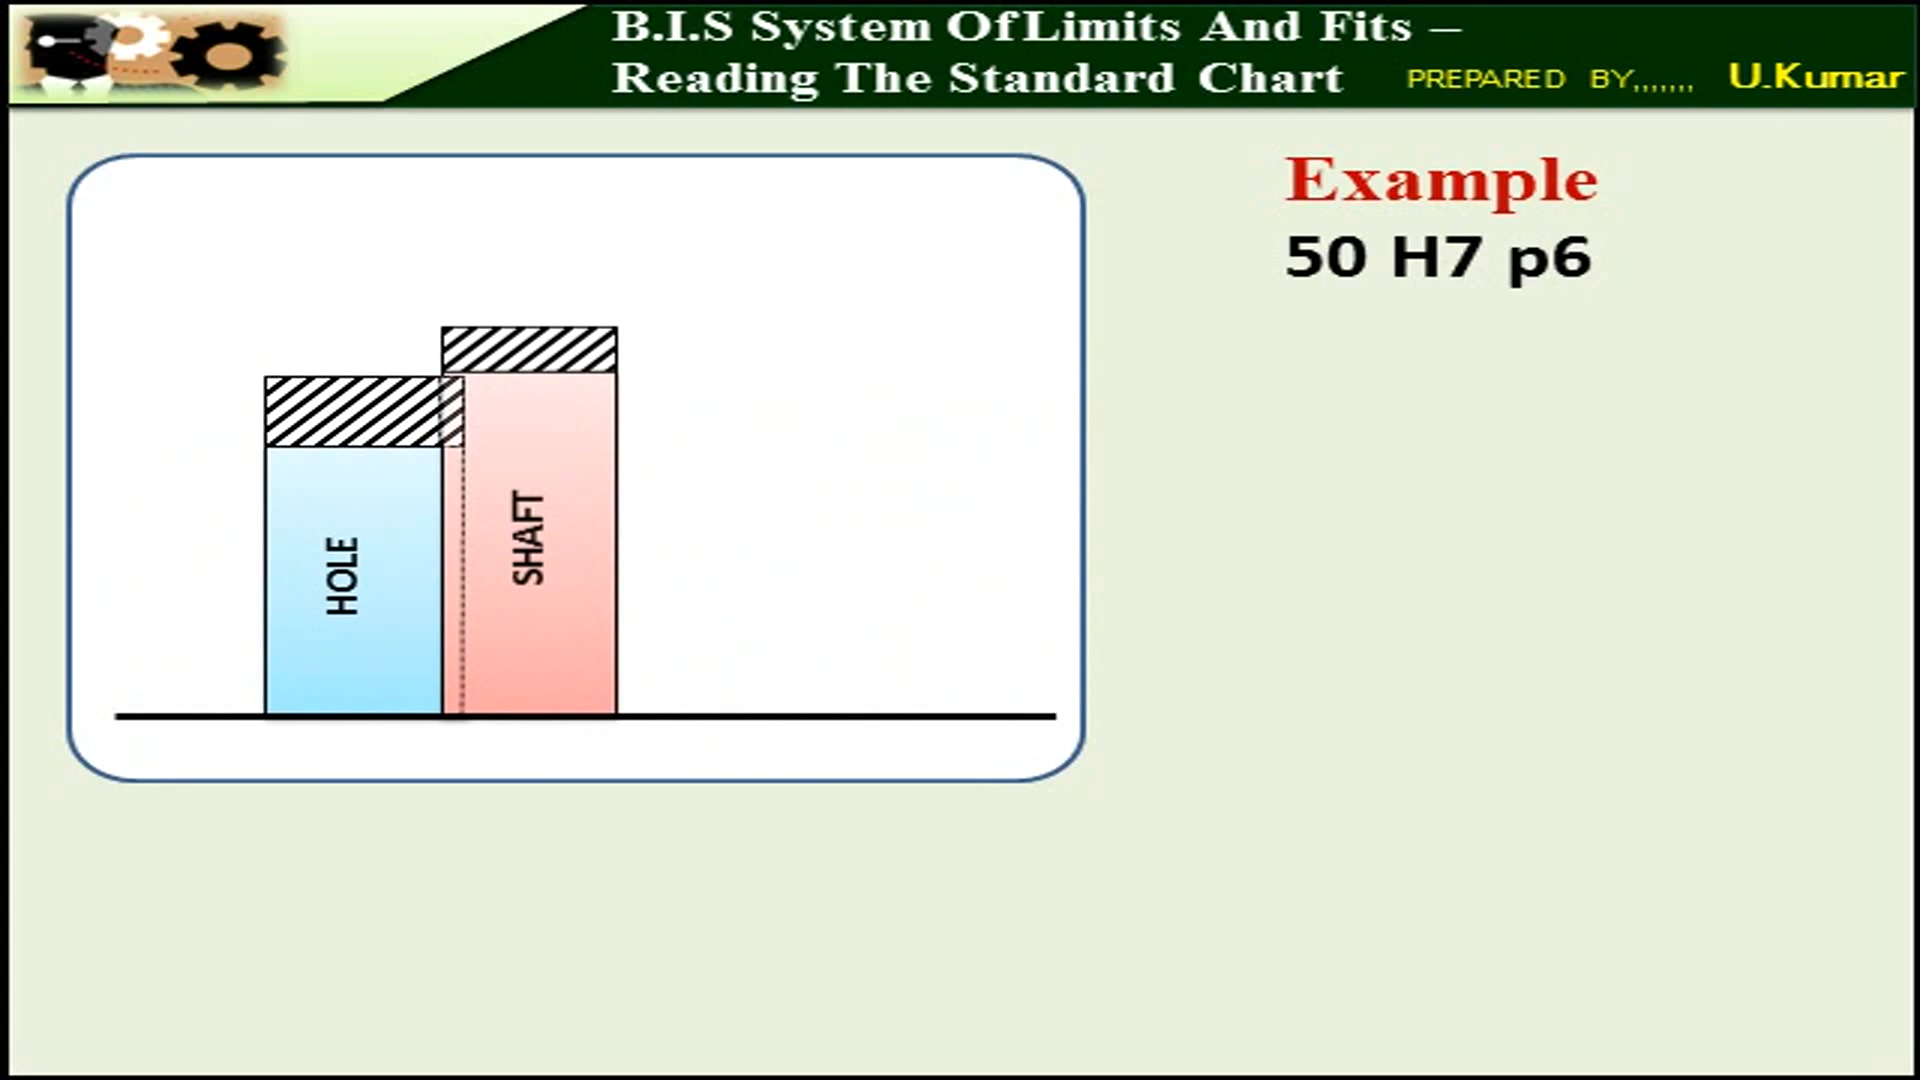 B.I.S System Of Limits And Fits –
Reading The Standard Chart
PREPARED BY,,,,,,, U.Kumar
Example
50 H7 p6
HOLE
SHAFT